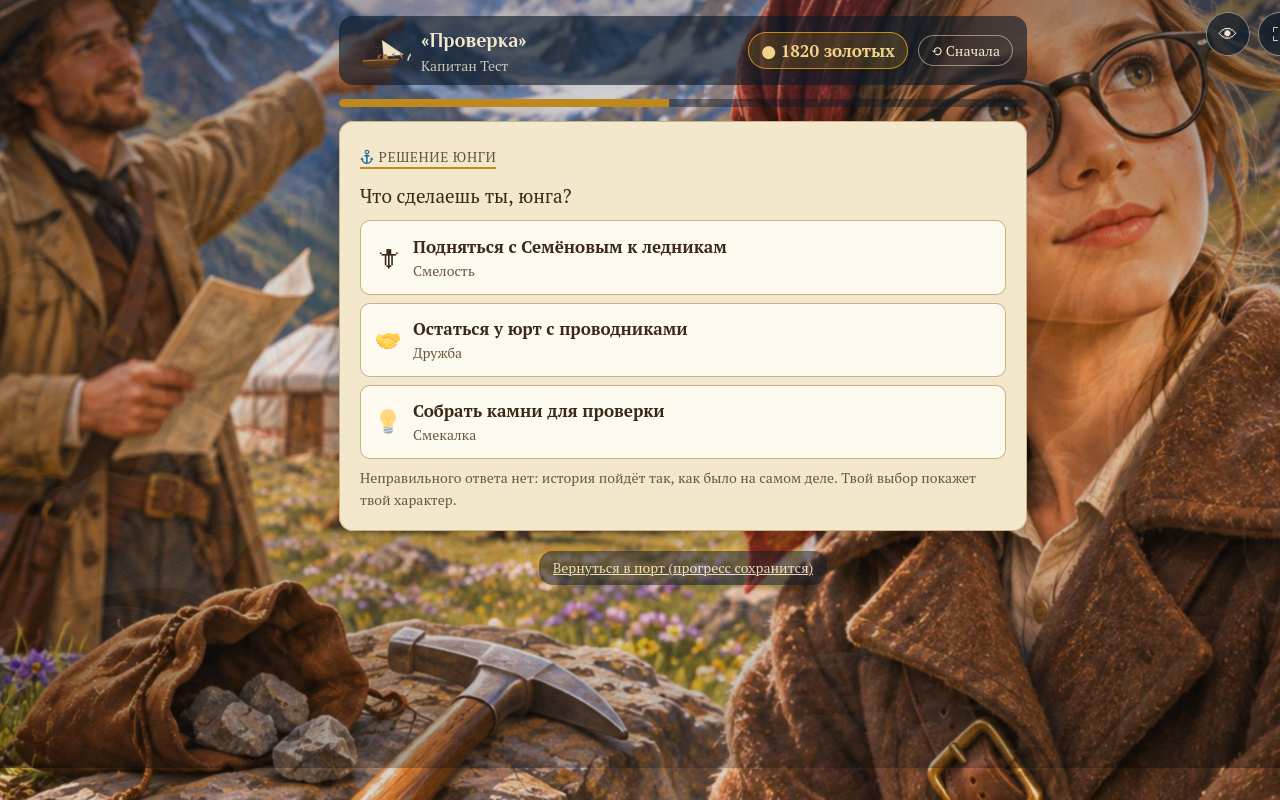 «Проверка»
Капитан Тест
1820 золотых
⟲ Сначала
⚓ РЕШЕНИЕ ЮНГИ
Что сделаешь ты, юнга?
Подняться с Семёновым к ледникам
Смелость
Остаться у юрт с проводниками
Дружба
Собрать камни для проверки
Смекалка
Неправильного ответа нет: история пойдёт так, как было на самом деле. Твой выбор покажет
твой характер.
Вернуться в порт (прогресс сохранится)